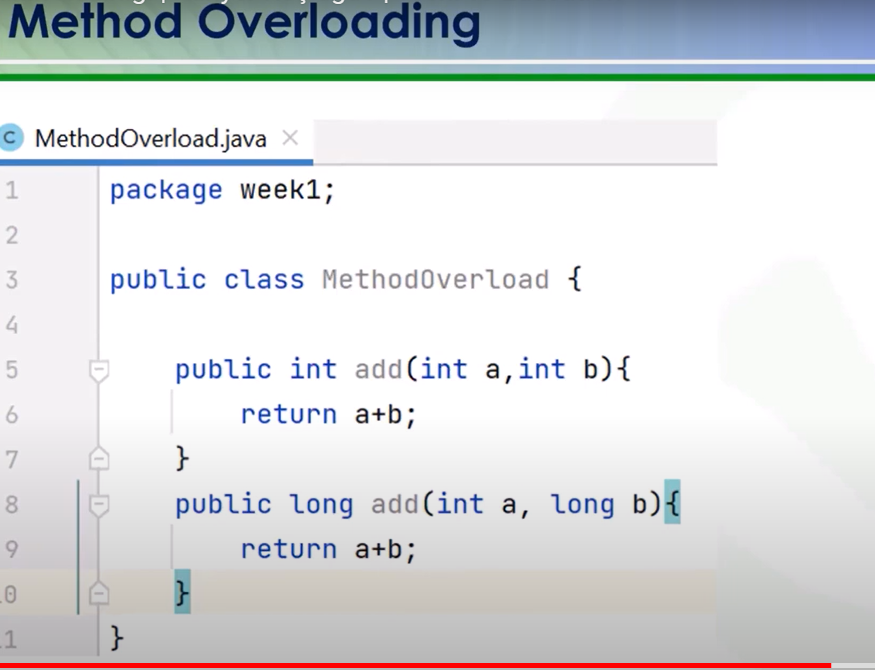 Method Overloading
C MethodOverload.java ×
1 package week1;
2
3 public class MethodOverload {
4
5 public int add(int a,int b){
6 return a+b;
7 }
8 public long add(int a, long b){
9 return a+b;
0 }
1 }